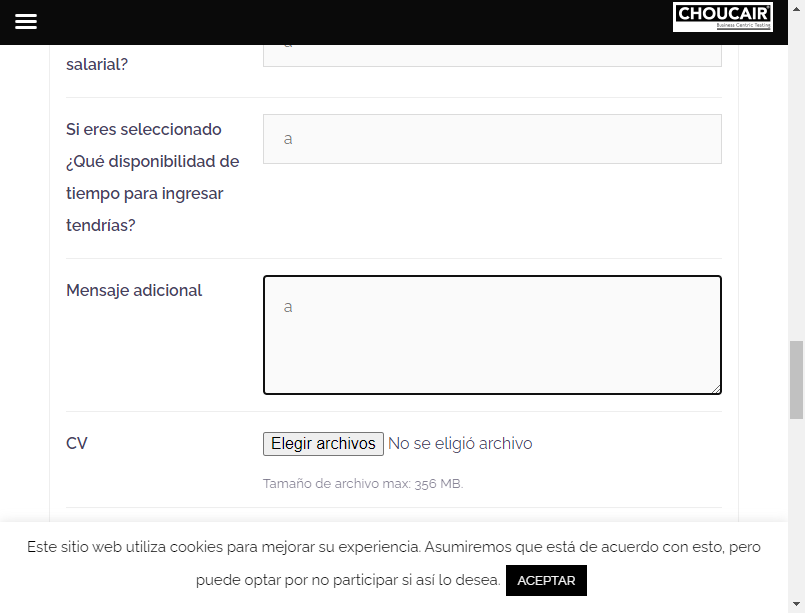 CHOUCAIR
Business Centric Testing
salarial?
Si eres seleccionado
¿Qué disponibilidad de
tiempo para ingresar
tendrías?
a
Mensaje adicional
a
CV
Elegir archivos No se eligió archivo
Tamaño de archivo max: 356 MB.
Este sitio web utiliza cookies para mejorar su experiencia. Asumiremos que está de acuerdo con esto, pero
puede optar por no participar si así lo desea. ACEPTAR